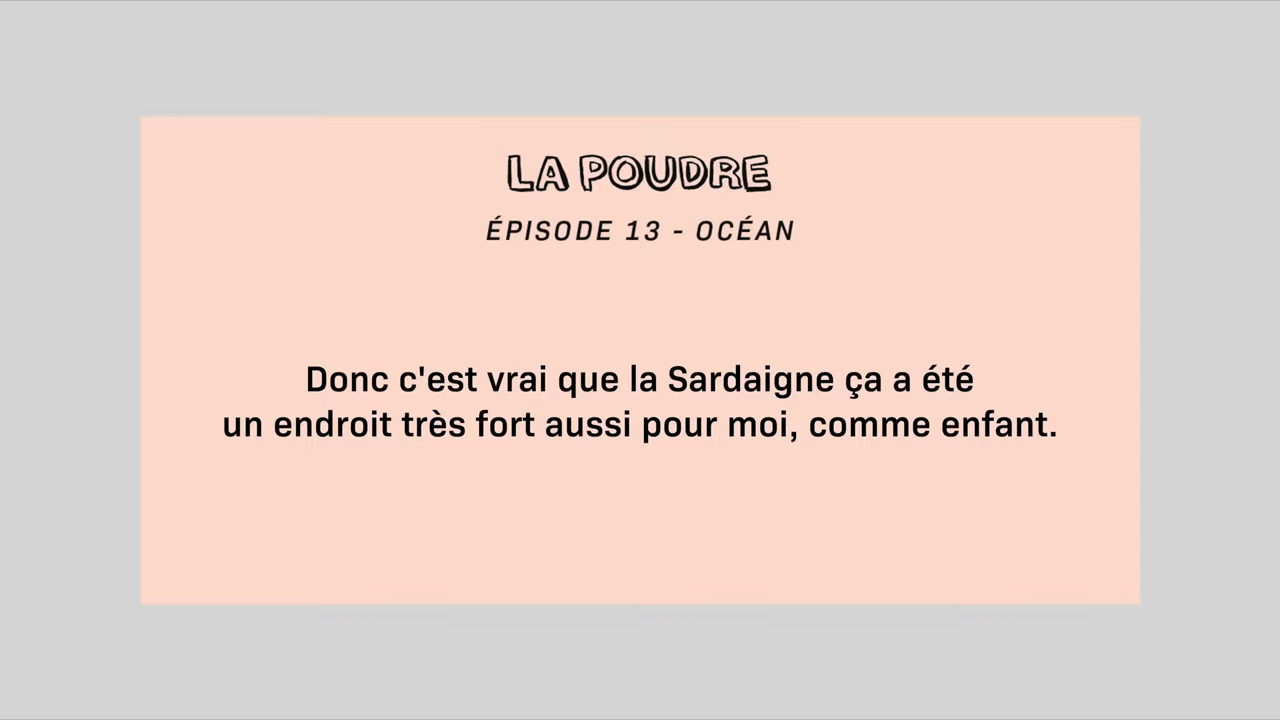 LA POUDRE
ÉPISODE 13 - OCÉAN
Donc c'est vrai que la Sardaigne ça a été
un endroit très fort aussi pour moi, comme enfant.